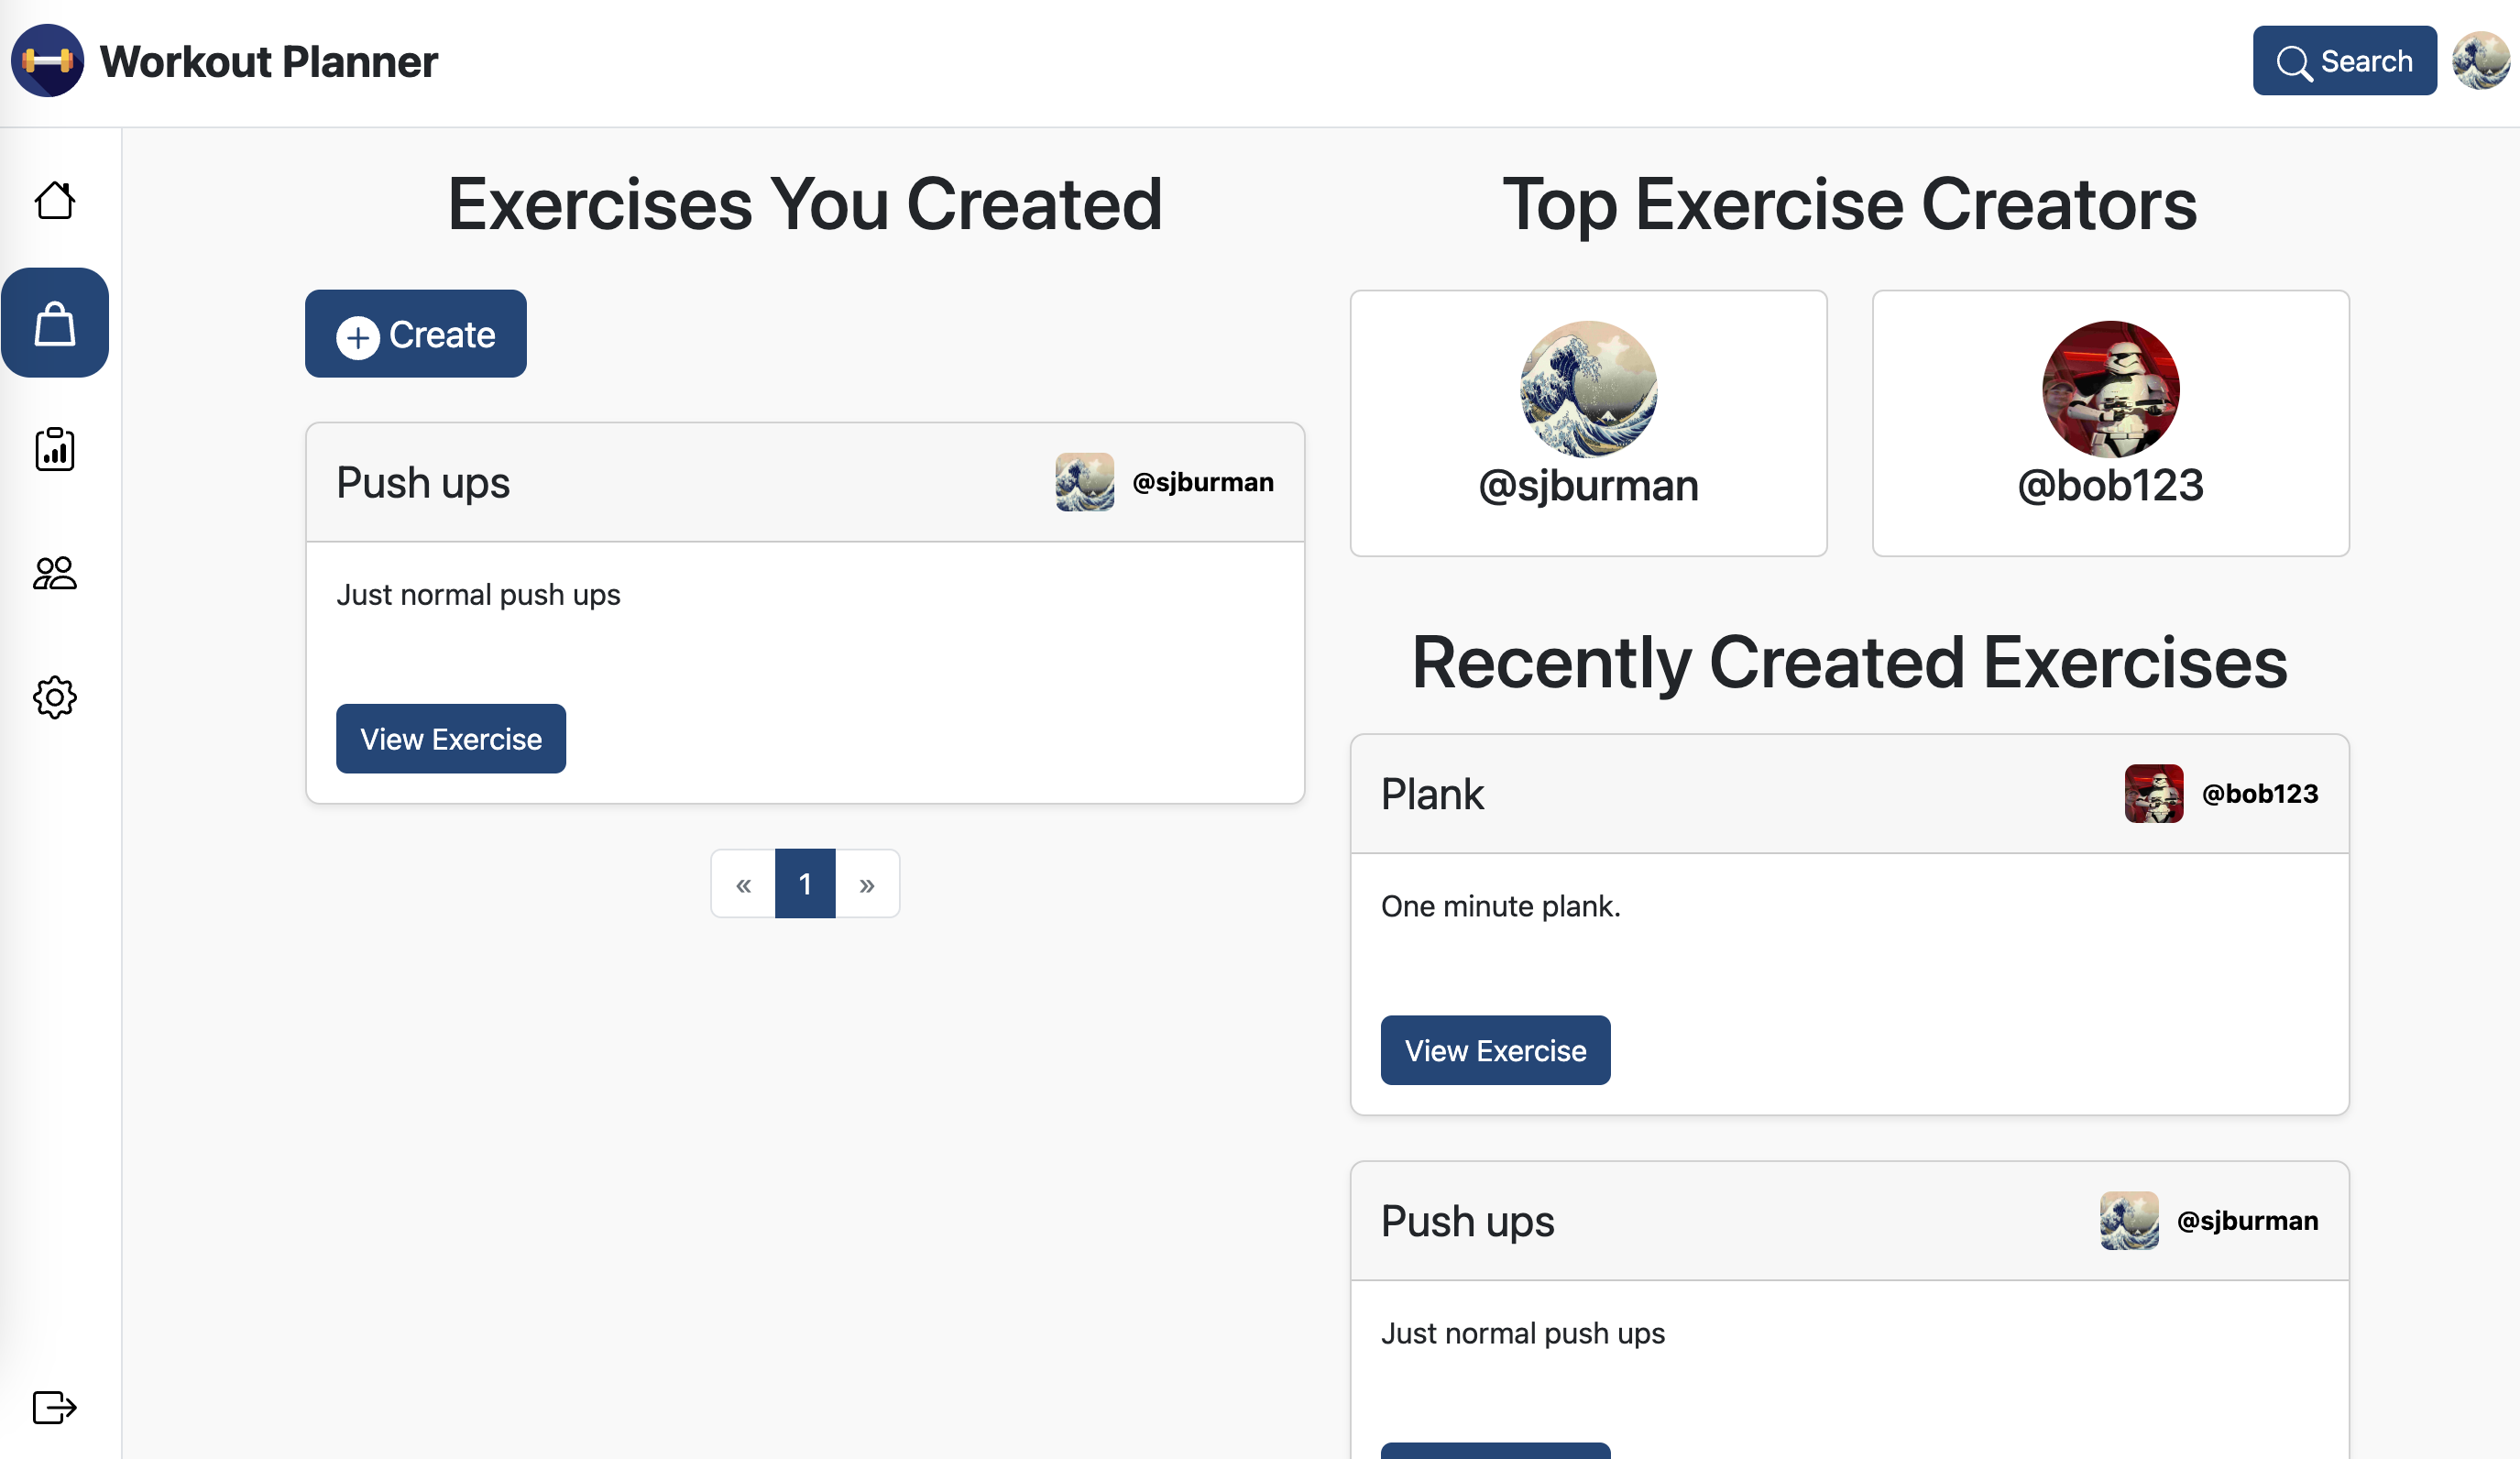 Workout Planner
Search
Exercises You Created
Create
Push ups
@sjburman
Just normal push ups
View Exercise
« 1 »
Top Exercise Creators
@sjburman
@bob123
Recently Created Exercises
Plank
@bob123
One minute plank.
View Exercise
Push ups
@sjburman
Just normal push ups